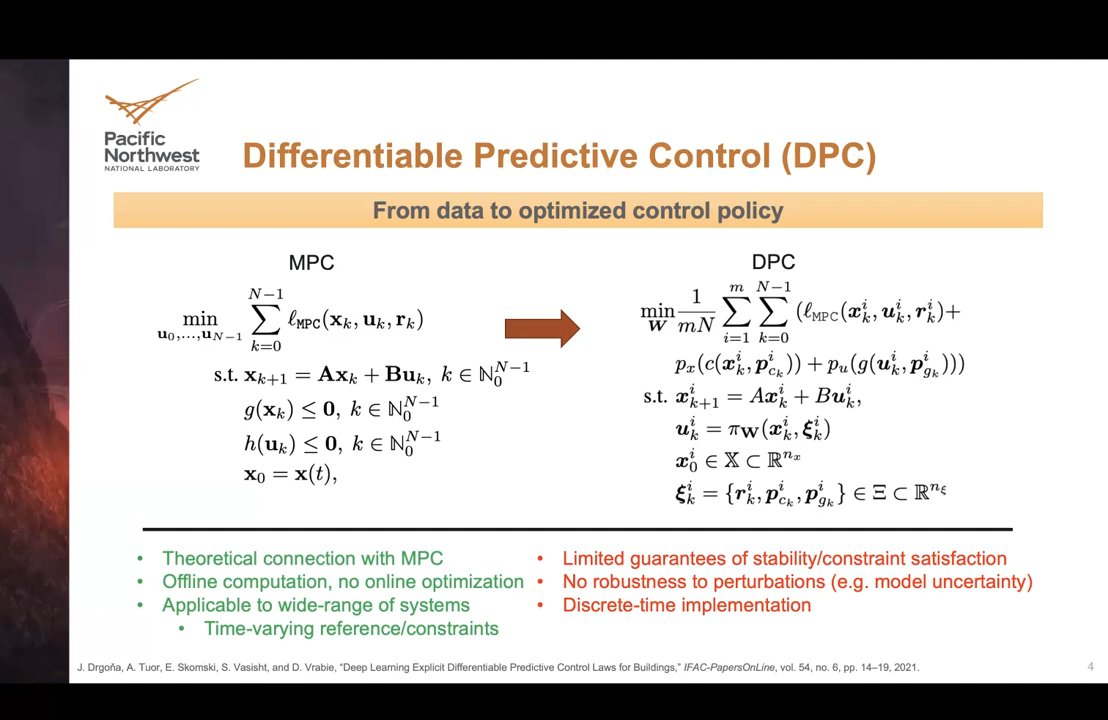 Pacific
Northwest
NATIONAL LABORATORY
Differentiable Predictive Control (DPC)
From data to optimized control policy
MPC
min_{u_0,…,u_{N−1}} ∑_{k=0}^{N−1} ℓ_MPC(x_k, u_k, r_k)
s.t. x_{k+1} = Ax_k + Bu_k, k ∈ ℕ_0^{N−1}
g(x_k) ≤ 0, k ∈ ℕ_0^{N−1}
h(u_k) ≤ 0, k ∈ ℕ_0^{N−1}
x_0 = x(t),
DPC
min_W 1/mN ∑_{i=1}^{m} ∑_{k=0}^{N−1} (ℓ_MPC(x_k^i, u_k^i, r_k^i)+
p_x(c(x_k^i, p_{c_k}^i)) + p_u(g(u_k^i, p_{g_k}^i)))
s.t. x_{k+1}^i = Ax_k^i + Bu_k^i,
u_k^i = π_W(x_k^i, ξ_k^i)
x_0^i ∈ 𝕏 ⊂ ℝ^{n_x}
ξ_k^i = {r_k^i, p_{c_k}^i, p_{g_k}^i} ∈ Ξ ⊂ ℝ^{n_ξ}
• Theoretical connection with MPC
• Offline computation, no online optimization
• Applicable to wide-range of systems
• Time-varying reference/constraints
• Limited guarantees of stability/constraint satisfaction
• No robustness to perturbations (e.g. model uncertainty)
• Discrete-time implementation
J. Drgoňa, A. Tuor, E. Skomski, S. Vasisht, and D. Vrabie, "Deep Learning Explicit Differentiable Predictive Control Laws for Buildings," IFAC-PapersOnLine, vol. 54, no. 6, pp. 14–19, 2021.
4